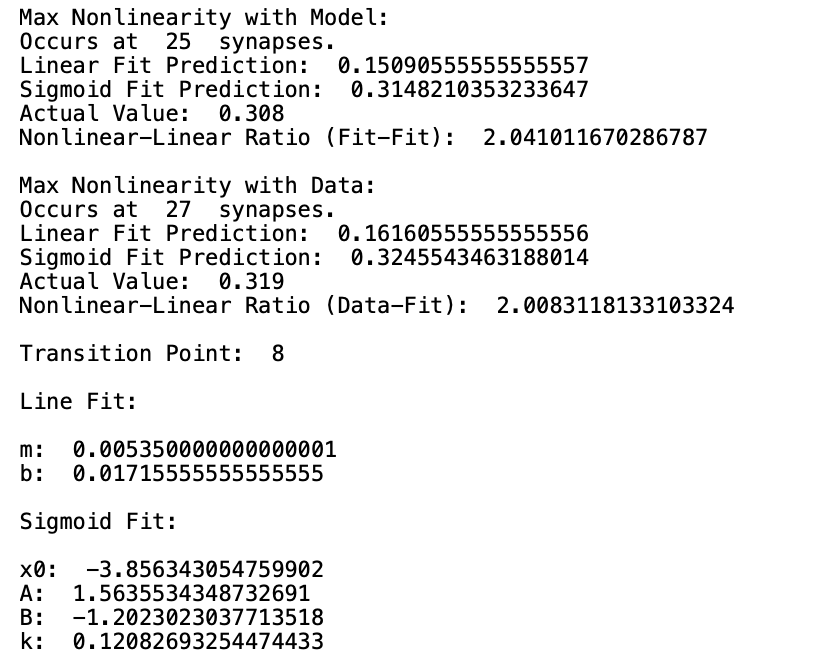 Max Nonlinearity with Model:
Occurs at  25  synapses.
Linear Fit Prediction:  0.15090555555555557
Sigmoid Fit Prediction:  0.3148210353233647
Actual Value:  0.308
Nonlinear-Linear Ratio (Fit-Fit):  2.041011670286787
Max Nonlinearity with Data:
Occurs at  27  synapses.
Linear Fit Prediction:  0.16160555555555556
Sigmoid Fit Prediction:  0.3245543463188014
Actual Value:  0.319
Nonlinear-Linear Ratio (Data-Fit):  2.0083118133103324
Transition Point:  8
Line Fit:
m:  0.005350000000000001
b:  0.01715555555555555
Sigmoid Fit:
x0:  -3.856343054759902
A:  1.5635534348732691
B:  -1.2023023037713518
k:  0.12082693254474433